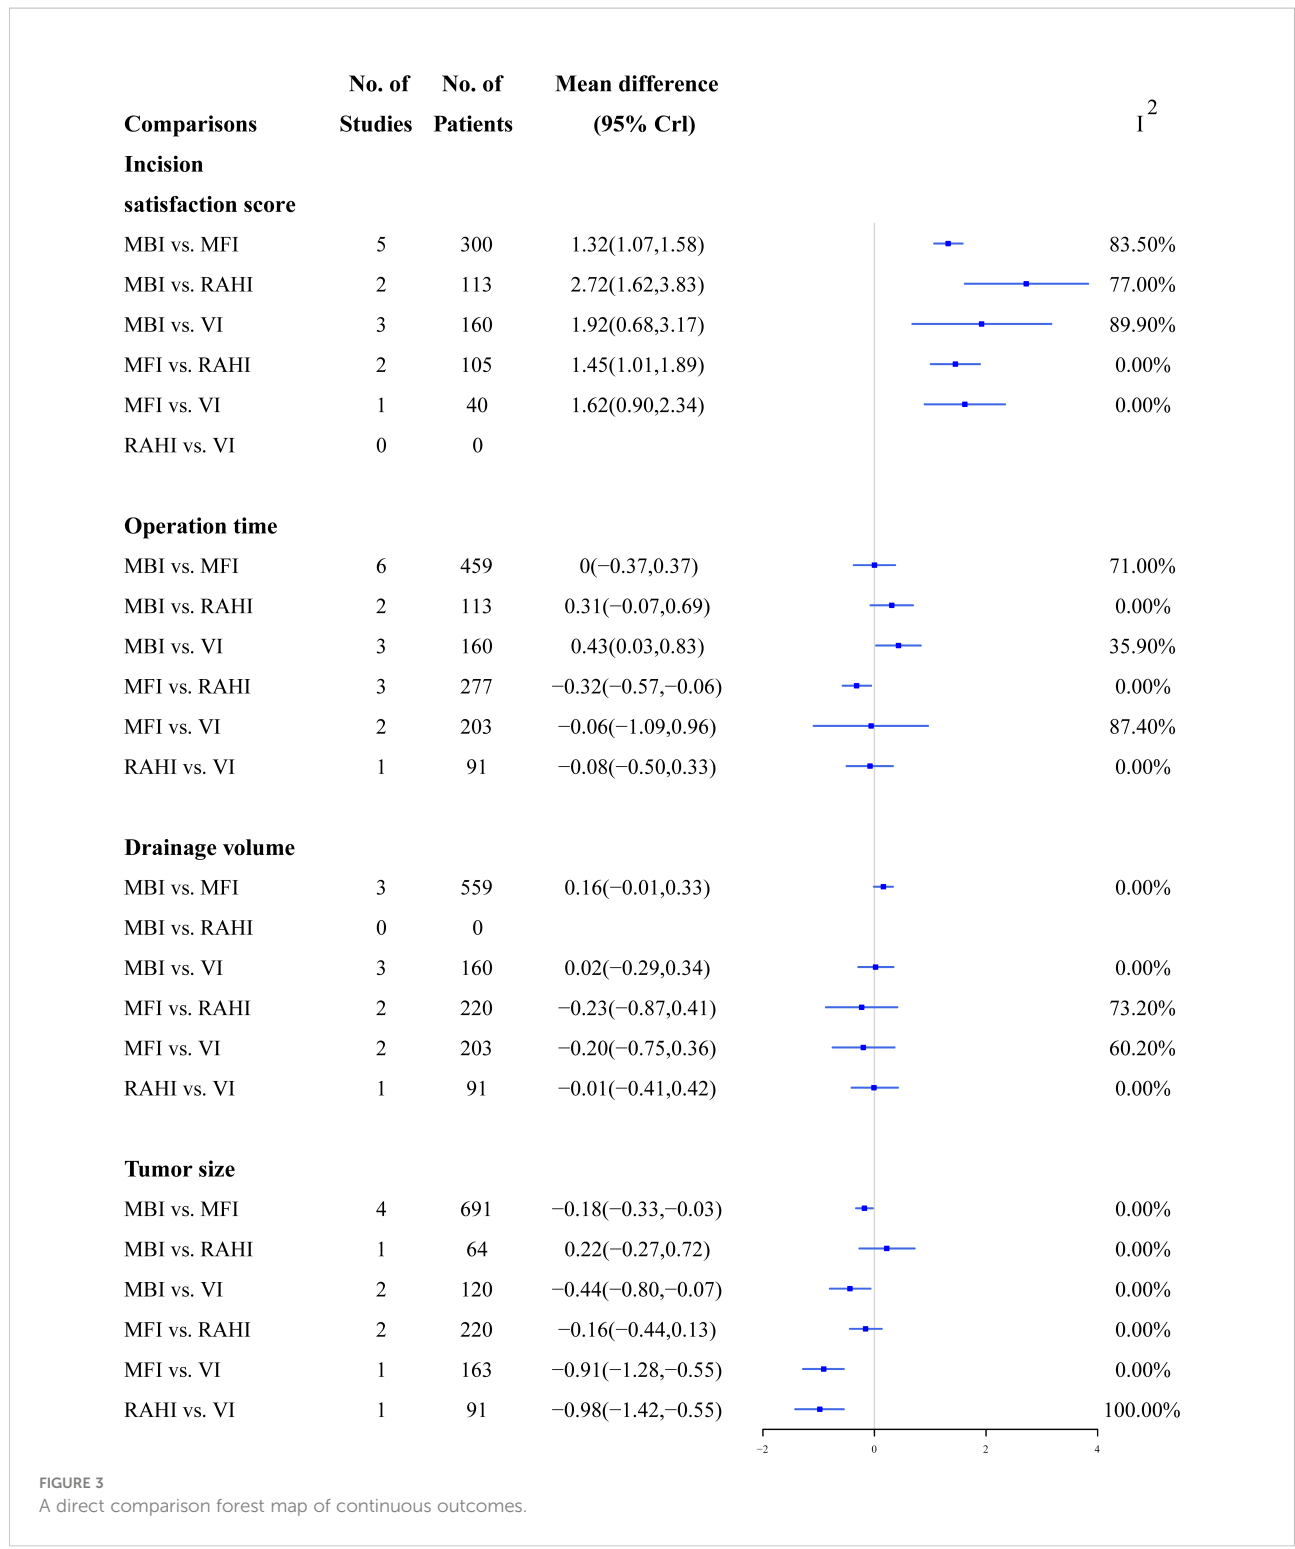 No. of No. of Mean difference
Comparisons Studies Patients (95% Crl) I2
Incision
satisfaction score
MBI vs. MFI 5 300 1.32(1.07,1.58) 83.50%
MBI vs. RAHI 2 113 2.72(1.62,3.83) 77.00%
MBI vs. VI 3 160 1.92(0.68,3.17) 89.90%
MFI vs. RAHI 2 105 1.45(1.01,1.89) 0.00%
MFI vs. VI 1 40 1.62(0.90,2.34) 0.00%
RAHI vs. VI 0 0
Operation time
MBI vs. MFI 6 459 0(−0.37,0.37) 71.00%
MBI vs. RAHI 2 113 0.31(−0.07,0.69) 0.00%
MBI vs. VI 3 160 0.43(0.03,0.83) 35.90%
MFI vs. RAHI 3 277 −0.32(−0.57,−0.06) 0.00%
MFI vs. VI 2 203 −0.06(−1.09,0.96) 87.40%
RAHI vs. VI 1 91 −0.08(−0.50,0.33) 0.00%
Drainage volume
MBI vs. MFI 3 559 0.16(−0.01,0.33) 0.00%
MBI vs. RAHI 0 0
MBI vs. VI 3 160 0.02(−0.29,0.34) 0.00%
MFI vs. RAHI 2 220 −0.23(−0.87,0.41) 73.20%
MFI vs. VI 2 203 −0.20(−0.75,0.36) 60.20%
RAHI vs. VI 1 91 −0.01(−0.41,0.42) 0.00%
Tumor size
MBI vs. MFI 4 691 −0.18(−0.33,−0.03) 0.00%
MBI vs. RAHI 1 64 0.22(−0.27,0.72) 0.00%
MBI vs. VI 2 120 −0.44(−0.80,−0.07) 0.00%
MFI vs. RAHI 2 220 −0.16(−0.44,0.13) 0.00%
MFI vs. VI 1 163 −0.91(−1.28,−0.55) 0.00%
RAHI vs. VI 1 91 −0.98(−1.42,−0.55) 100.00%
−2 0 2 4
FIGURE 3
A direct comparison forest map of continuous outcomes.